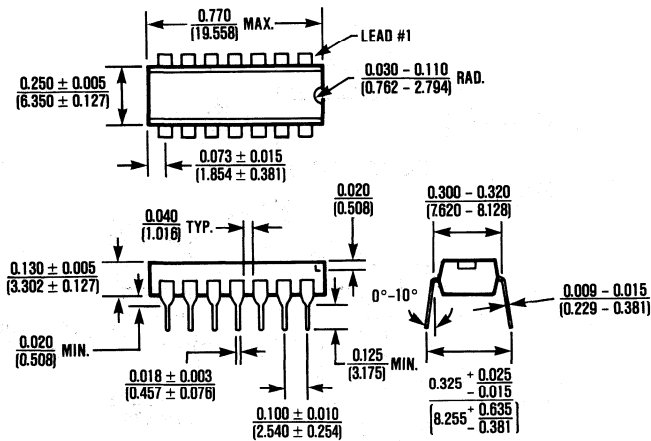 0.770
(19.558) MAX.
LEAD #1
0.250 ± 0.005
(6.350 ± 0.127)
0.030 – 0.110
(0.762 – 2.794) RAD.
0.073 ± 0.015
(1.854 ± 0.381)
0.040
(1.016) TYP.
0.020
(0.508)
0.300 – 0.320
(7.620 – 8.128)
0.130 ± 0.005
(3.302 ± 0.127)
0°–10°
0.009 – 0.015
(0.229 – 0.381)
0.020
(0.508) MIN.
0.125
(3.175) MIN.
0.018 ± 0.003
(0.457 ± 0.076)
0.100 ± 0.010
(2.540 ± 0.254)
0.325 + 0.025
– 0.015
(8.255 + 0.635
– 0.381)